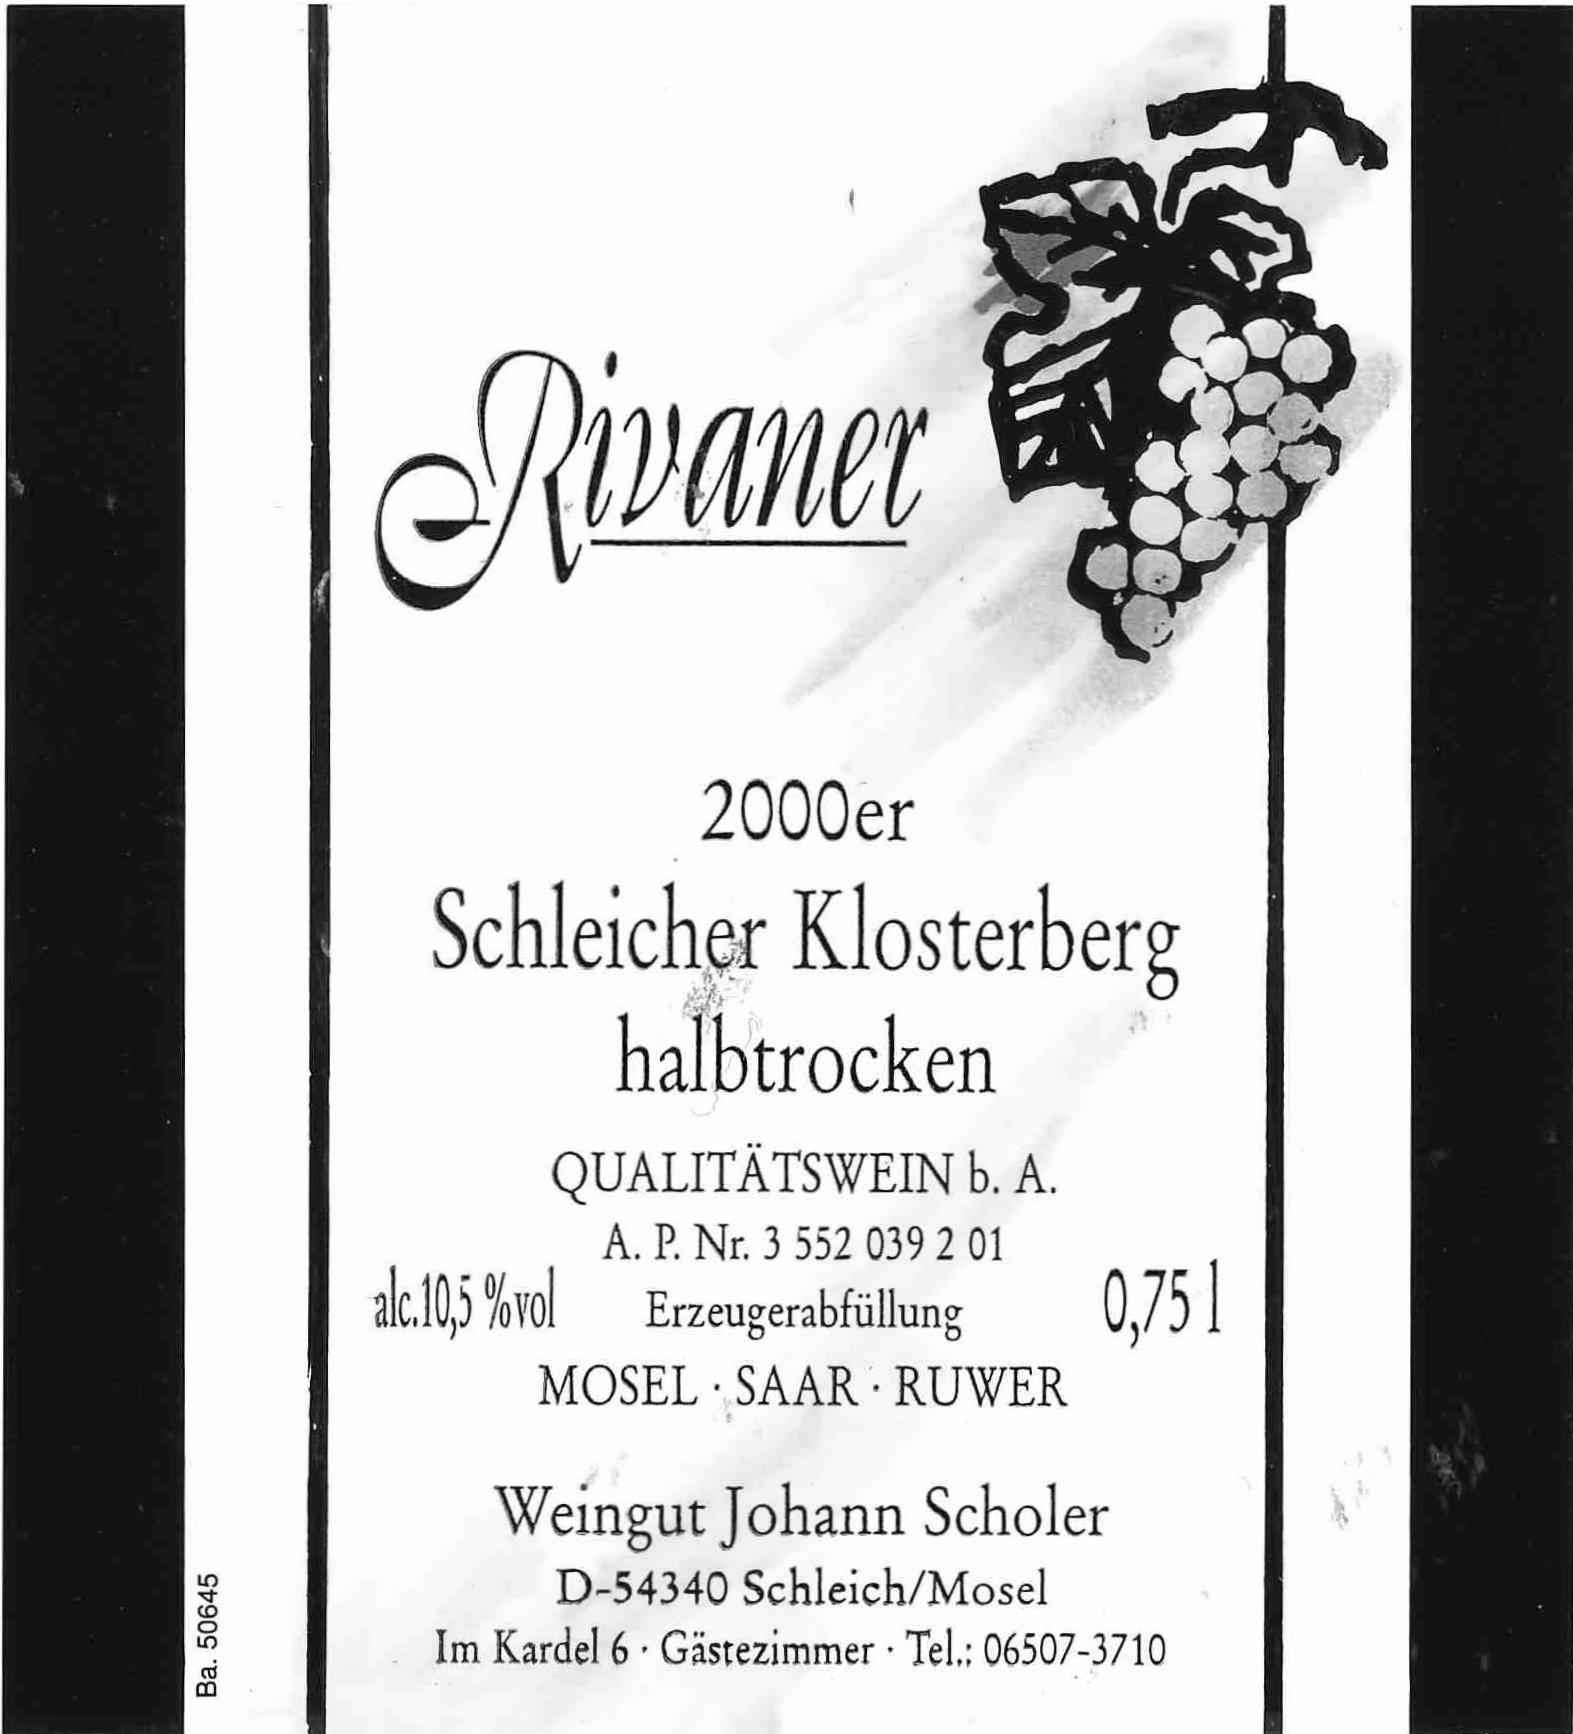 Rivaner
2000er
Schleicher Klosterberg
halbtrocken
QUALITÄTSWEIN b. A.
A. P. Nr. 3 552 039 2 01
alc.10,5 %vol Erzeugerabfüllung 0,75 l
MOSEL · SAAR · RUWER
Weingut Johann Scholer
D-54340 Schleich/Mosel
Im Kardel 6 · Gästezimmer · Tel.: 06507-3710
Ba. 50645